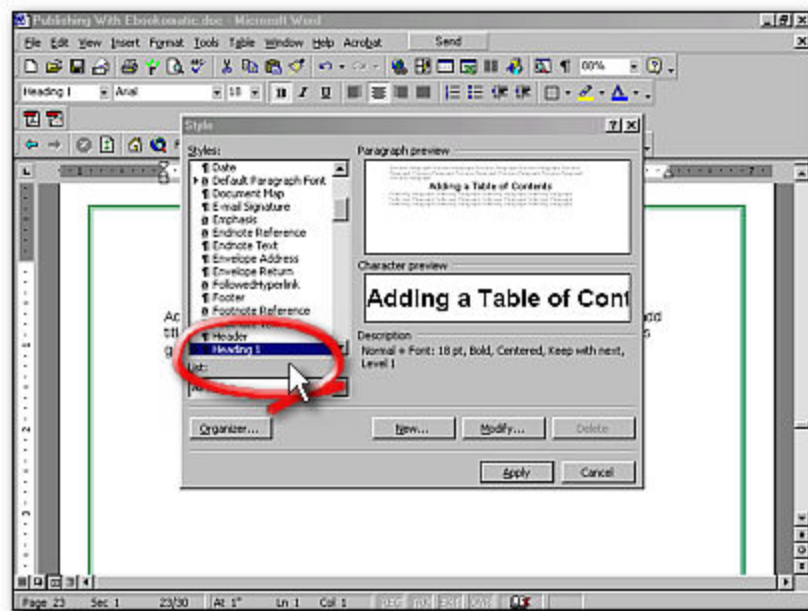 Publishing With Ebookomatic.doc - Microsoft Word
File Edit View Insert Format Tools Table Window Help Acrobat Send
Heading 1 Arial 18 B I U
Style
Styles:
Date
Default Paragraph Font
Document Map
E-mail Signature
Emphasis
Endnote Reference
Endnote Text
Envelope Address
Envelope Return
FollowedHyperlink
Footer
Footnote Reference
Header
Heading 1
List:
Paragraph preview
Adding a Table of Contents
Character preview
Adding a Table of Cont
Description
Normal + Font: 18 pt, Bold, Centered, Keep with next,
Level 1
Organizer... New... Modify... Delete
Apply Cancel
Page 23 Sec 1 23/30 At 1" Ln 1 Col 1